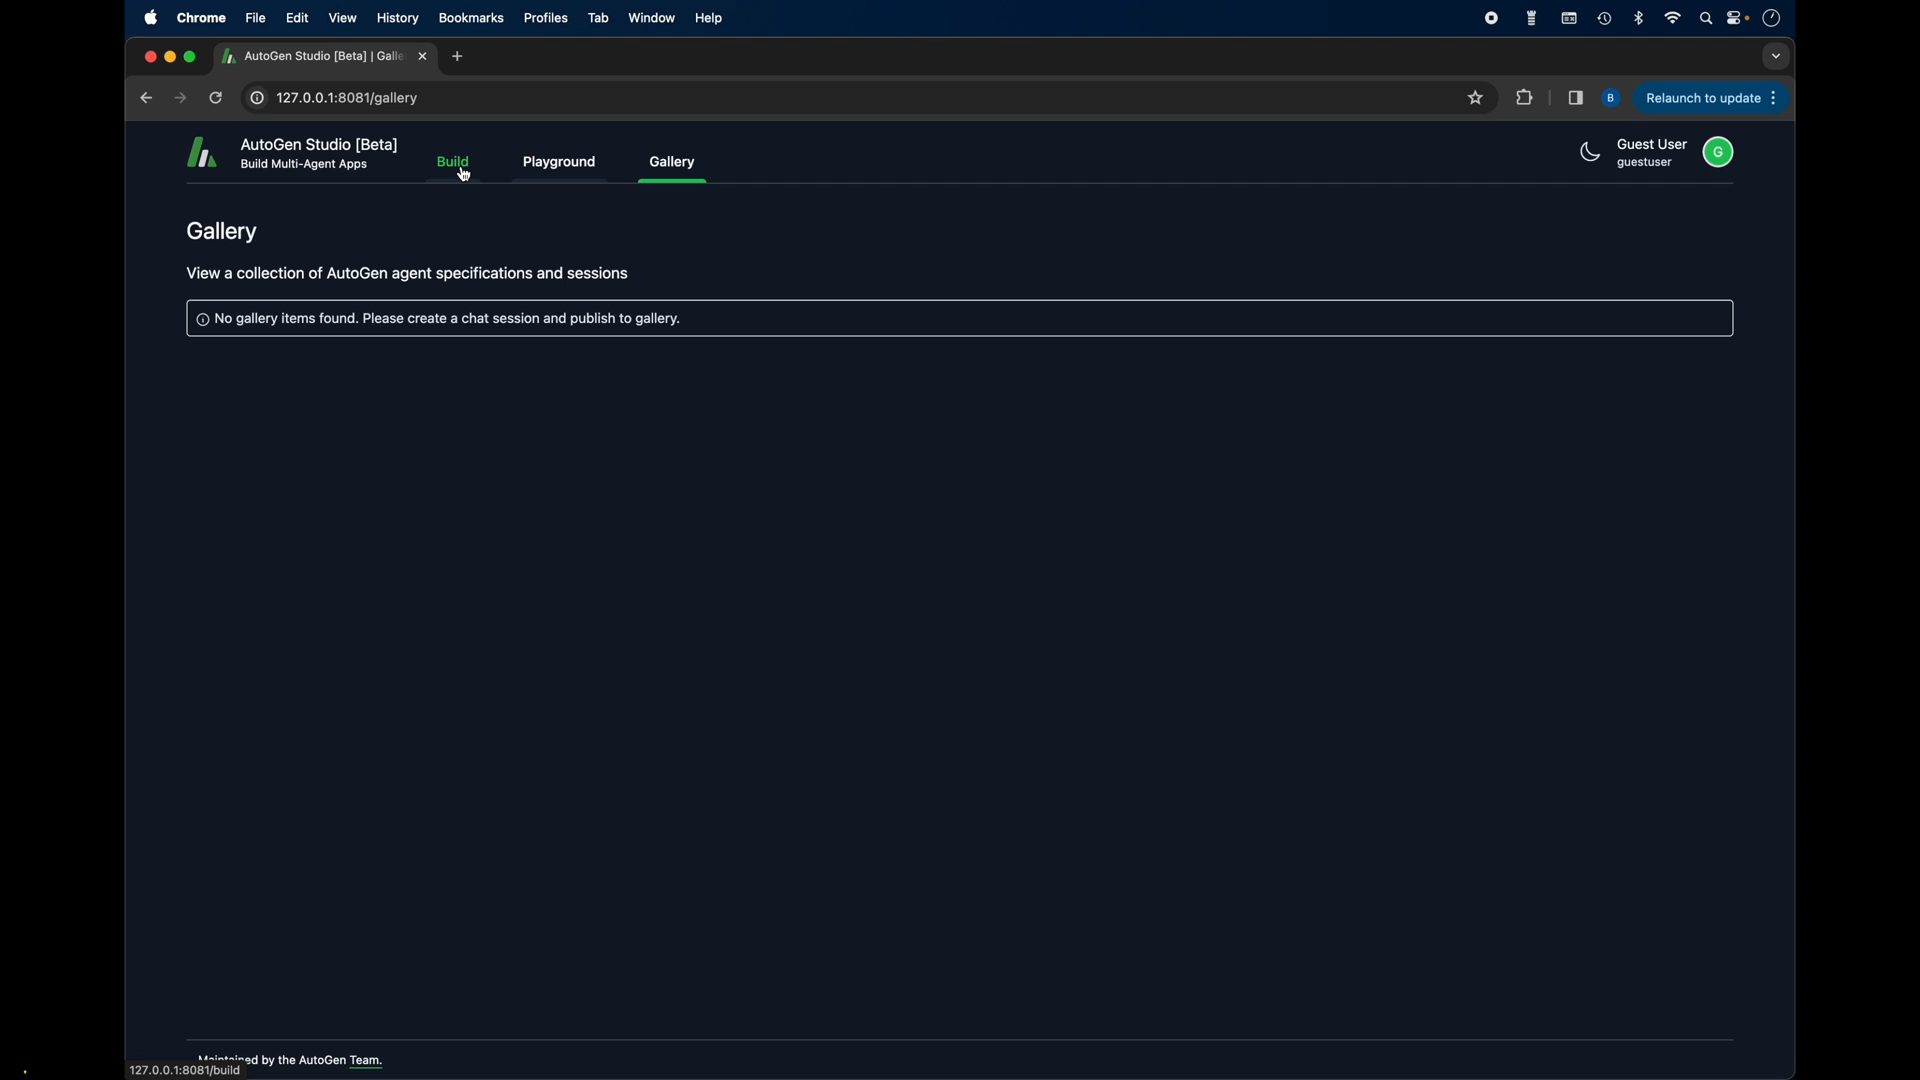 Chrome File Edit View History Bookmarks Profiles Tab Window Help
AutoGen Studio [Beta] | Galle
127.0.0.1:8081/gallery
B
Relaunch to update
AutoGen Studio [Beta]
Build Multi-Agent Apps
Build
Playground
Gallery
Guest User
guestuser
G
Gallery
View a collection of AutoGen agent specifications and sessions
No gallery items found. Please create a chat session and publish to gallery.
Maintained by the AutoGen Team.
127.0.0.1:8081/build